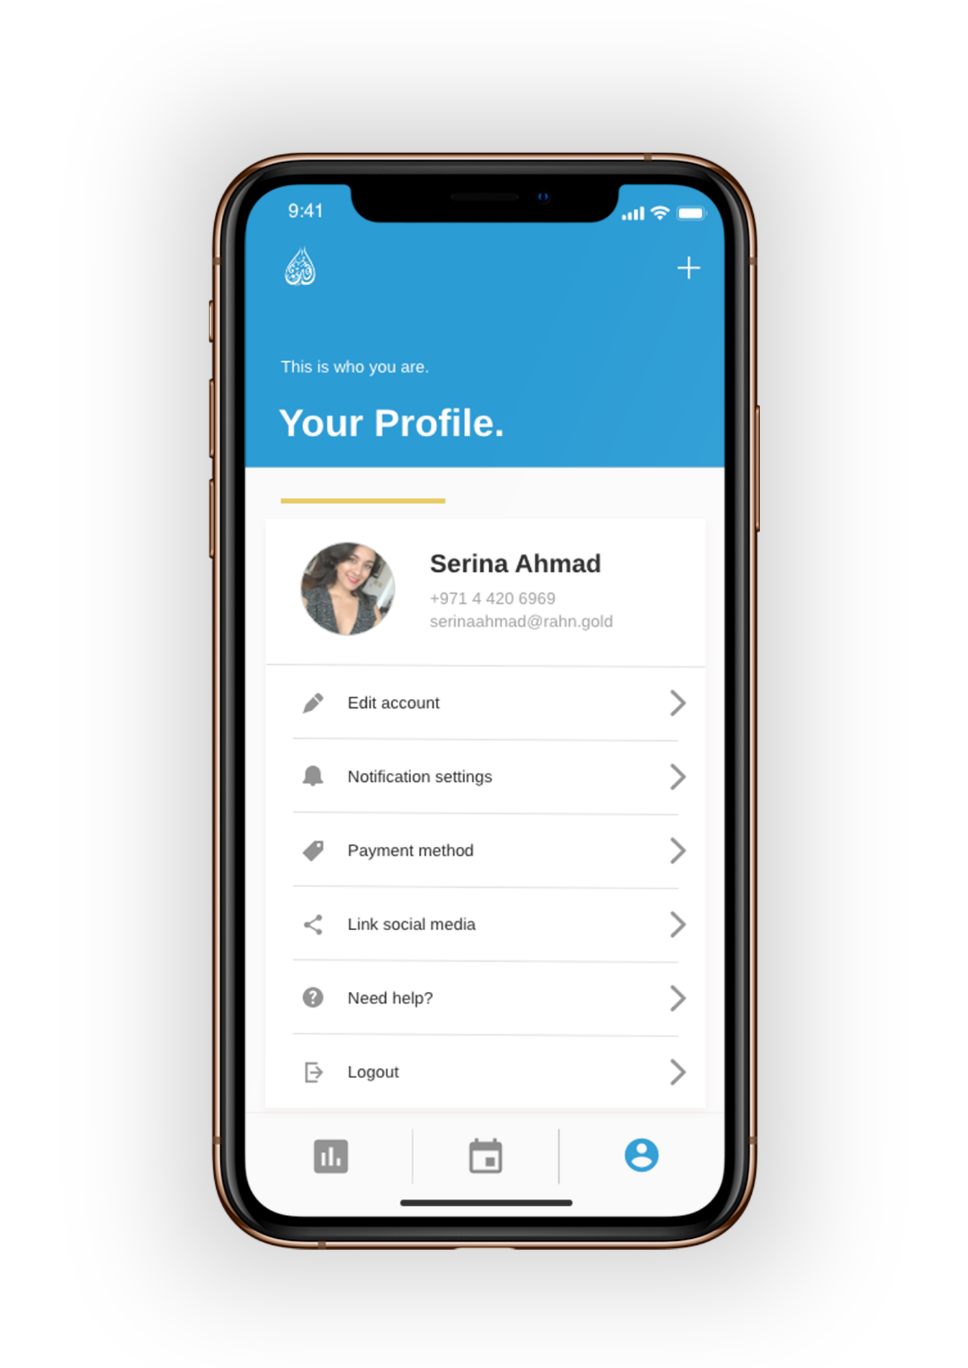 9:41
This is who you are.
Your Profile.
Serina Ahmad
+971 4 420 6969
serinaahmad@rahn.gold
Edit account
Notification settings
Payment method
Link social media
Need help?
Logout